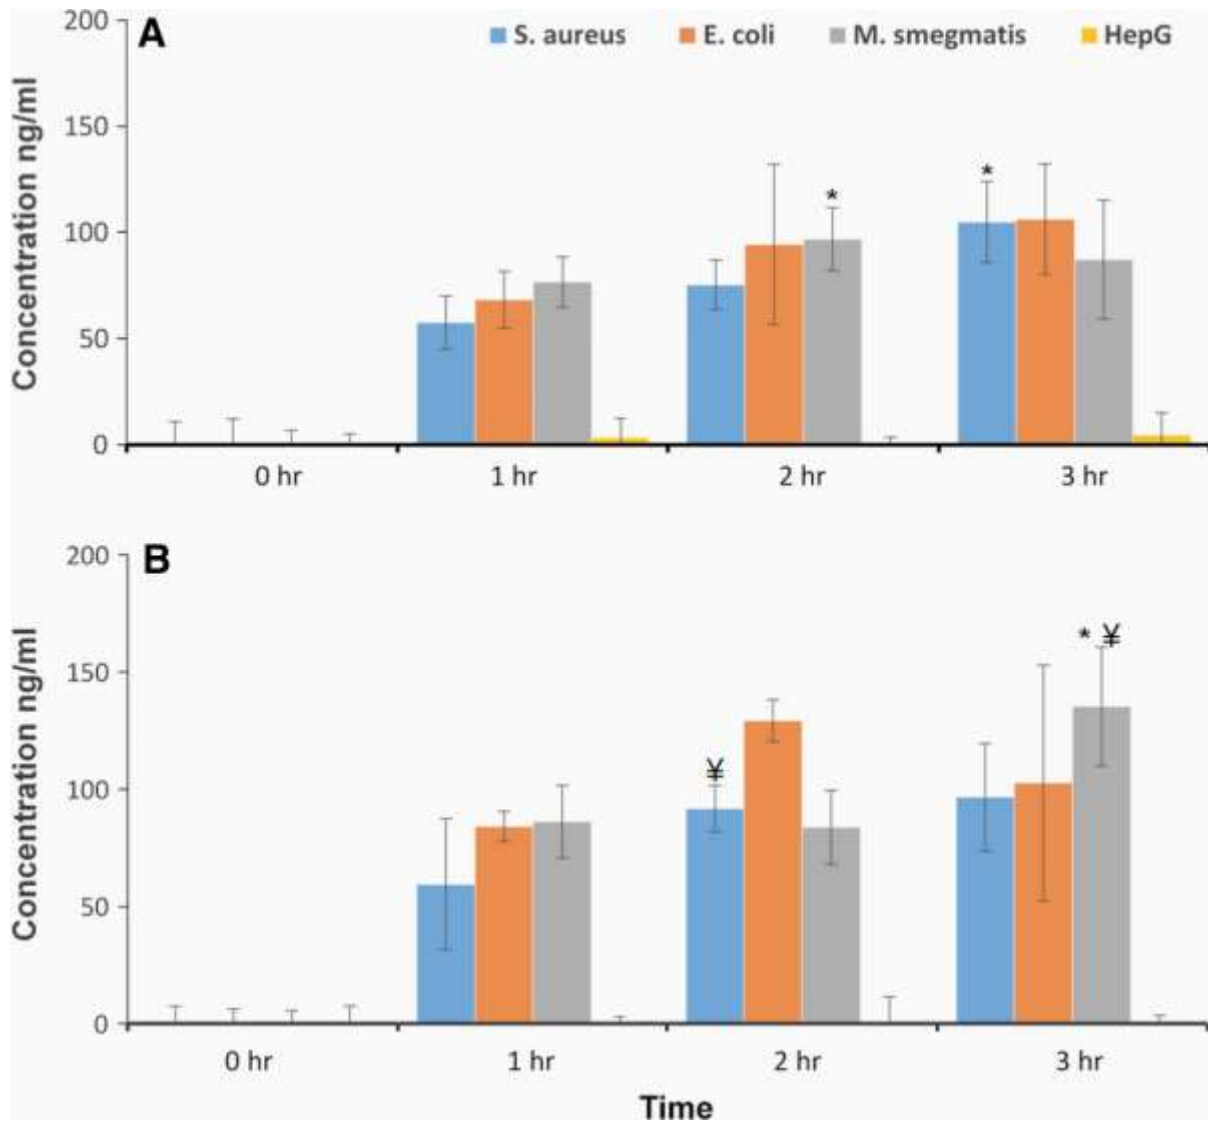 A
S. aureus E. coli M. smegmatis HepG
Concentration ng/ml
200
150
100
50
0
*
*
0 hr 1 hr 2 hr 3 hr
B
Concentration ng/ml
200
150
100
50
0
¥
* ¥
0 hr 1 hr 2 hr 3 hr
Time